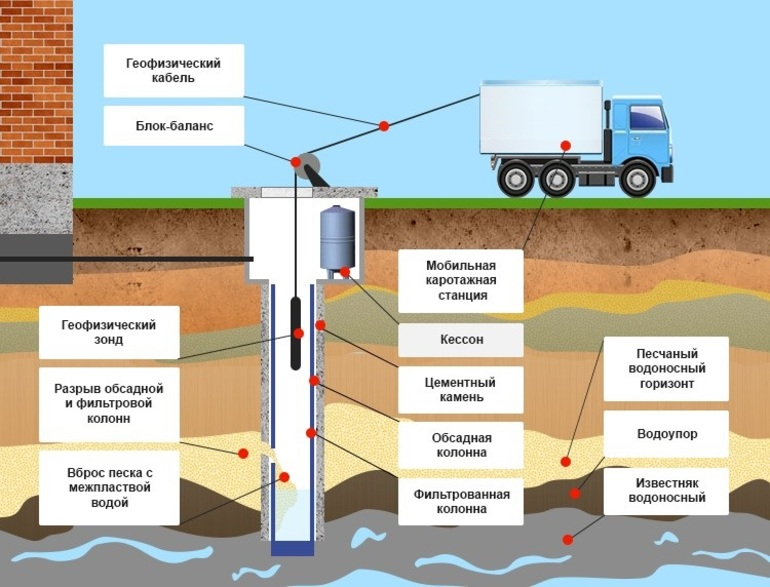 Геофизический
кабель
Блок-баланс
Мобильная
каротажная
станция
Геофизический
зонд
Кессон
Песчаный
водоносный
горизонт
Разрыв обсадной
и фильтровой
колонн
Цементный
камень
Обсадная
колонна
Водоупор
Вброс песка с
межпластвой
водой
Фильтрованная
колонна
Известняк
водоносный